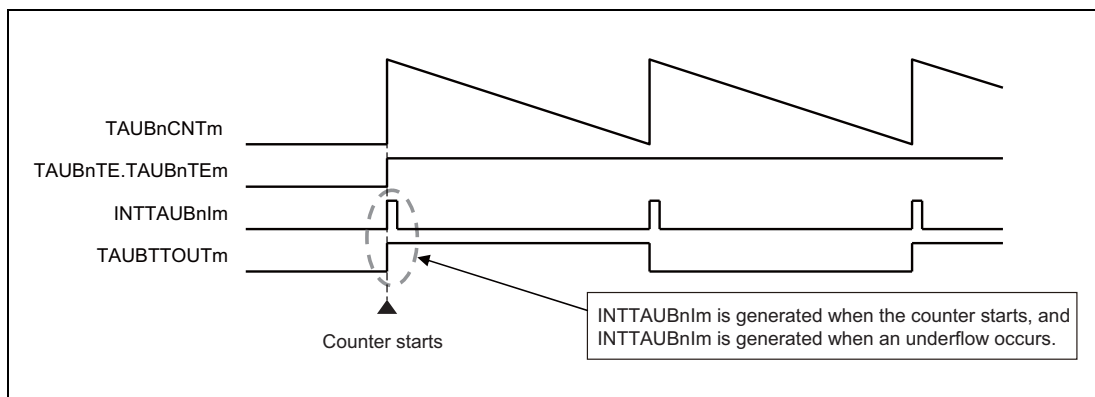 TAUBnCNTm
TAUBnTE.TAUBnTEm
INTTAUBnIm
TAUBTTOUTm
INTTAUBnIm is generated when the counter starts, and
INTTAUBnIm is generated when an underflow occurs.
Counter starts